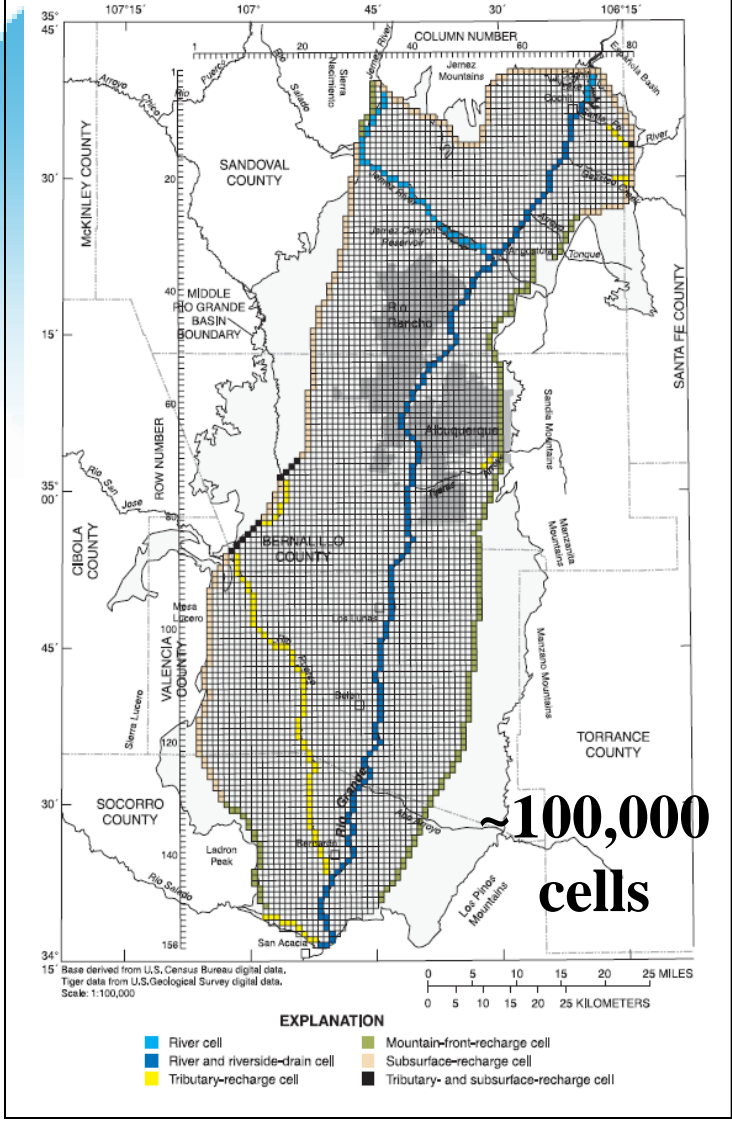 107°15'
107°
45'
30'
106°15'
35°
45'
COLUMN NUMBER
1
20
40
60
80
Jemez River
Española Basin
Rio
Puerco
Rio
Salado
Sierra
Nacimiento
Jemez
Mountains
Arroyo
Chico
1
McKINLEY COUNTY
SANDOVAL
COUNTY
River
30'
20
Jemez River
Jemez Canyon
Reservoir
Arroyo
Tonque
40
MIDDLE
RIO GRANDE
BASIN
BOUNDARY
Rio
Rancho
SANTA FE COUNTY
15'
60
Albuquerque
Sandia Mountains
ROW NUMBER
Rio San
Jose
Tijeras
Arroyo
35°
00'
80
CIBOLA
COUNTY
BERNALILLO
COUNTY
Manzanita
Mountains
Mesa
Lucero
Los Lunas
100
VALENCIA
COUNTY
Rio
Puerco
45'
Manzano Mountains
Belen
Sierra Lucero
120
TORRANCE
COUNTY
30'
SOCORRO
COUNTY
Rio Grande
Abo Arroyo
~100,000
cells
Ladron
Peak
140
Bernardo
Rio Salado
Los Pinos
Mountains
San Acacia
156
34°
15'
Base derived from U.S. Census Bureau digital data,
Tiger data from U.S.Geological Survey digital data.
Scale: 1:100,000
0 5 10 15 20 25 MILES
0 5 10 15 20 25 KILOMETERS
EXPLANATION
River cell
River and riverside-drain cell
Tributary-recharge cell
Mountain-front-recharge cell
Subsurface-recharge cell
Tributary- and subsurface-recharge cell